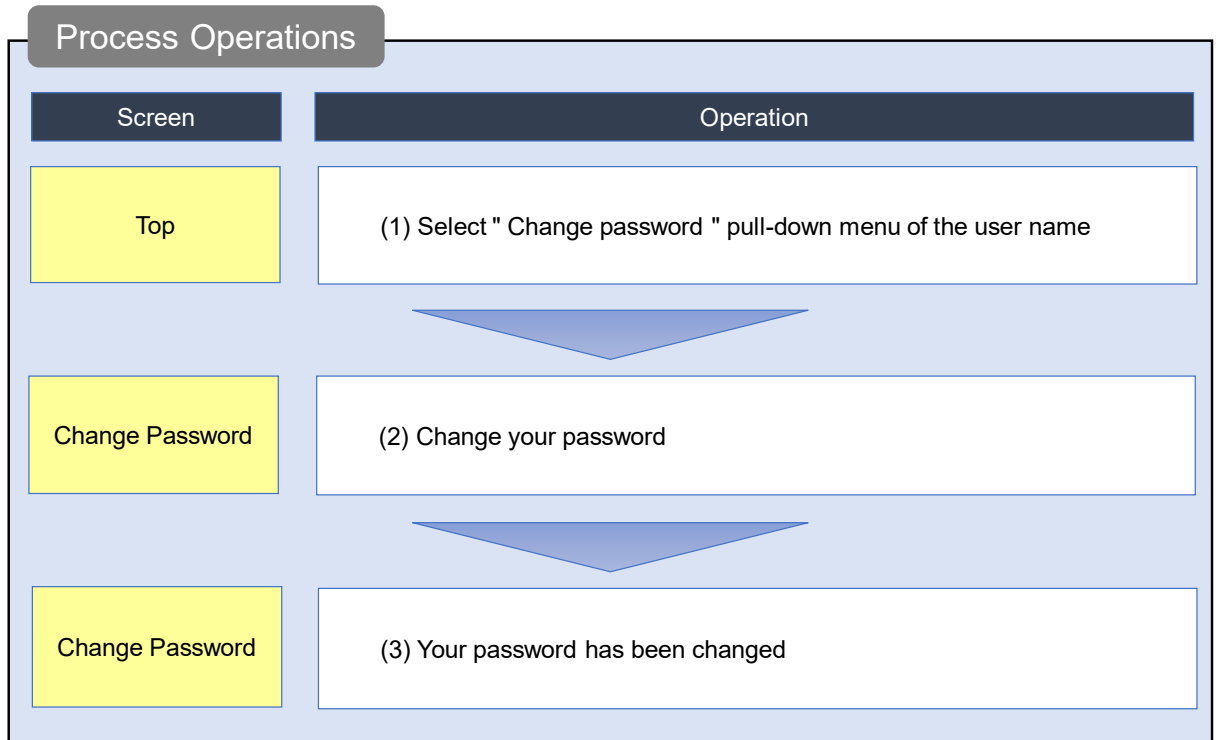 Process Operations
Screen
Operation
Top
(1) Select " Change password " pull-down menu of the user name
Change Password
(2) Change your password
Change Password
(3) Your password has been changed